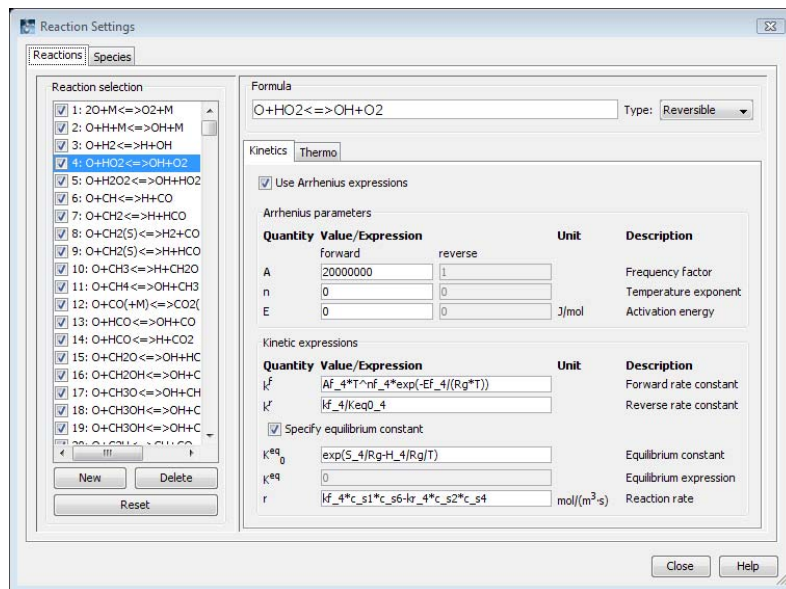 Reaction Settings
Reactions Species
Reaction selection
1: 2O+M<=>O2+M
2: O+H+M<=>OH+M
3: O+H2<=>H+OH
4: O+HO2<=>OH+O2
5: O+H2O2<=>OH+HO2
6: O+CH<=>H+CO
7: O+CH2<=>H+HCO
8: O+CH2(S)<=>H2+CO
9: O+CH2(S)<=>H+HCO
10: O+CH3<=>H+CH2O
11: O+CH4<=>OH+CH3
12: O+CO(+M)<=>CO2(
13: O+HCO<=>OH+CO
14: O+HCO<=>H+CO2
15: O+CH2O<=>OH+HC
16: O+CH2OH<=>OH+C
17: O+CH3O<=>OH+CH
18: O+CH3OH<=>OH+C
19: O+CH3OH<=>OH+C
New Delete
Reset
Formula
O+HO2<=>OH+O2 Type: Reversible
Kinetics Thermo
Use Arrhenius expressions
Arrhenius parameters
Quantity Value/Expression Unit Description
forward reverse
A 20000000 1 Frequency factor
n 0 0 Temperature exponent
E 0 0 J/mol Activation energy
Kinetic expressions
Quantity Value/Expression Unit Description
k^f Af_4*T^nf_4*exp(-Ef_4/(Rg*T)) Forward rate constant
k^r kf_4/Keq0_4 Reverse rate constant
Specify equilibrium constant
K^eq_0 exp(S_4/Rg-H_4/Rg/T) Equilibrium constant
K^eq 0 Equilibrium expression
r kf_4*c_s1*c_s6-kr_4*c_s2*c_s4 mol/(m³·s) Reaction rate
Close Help